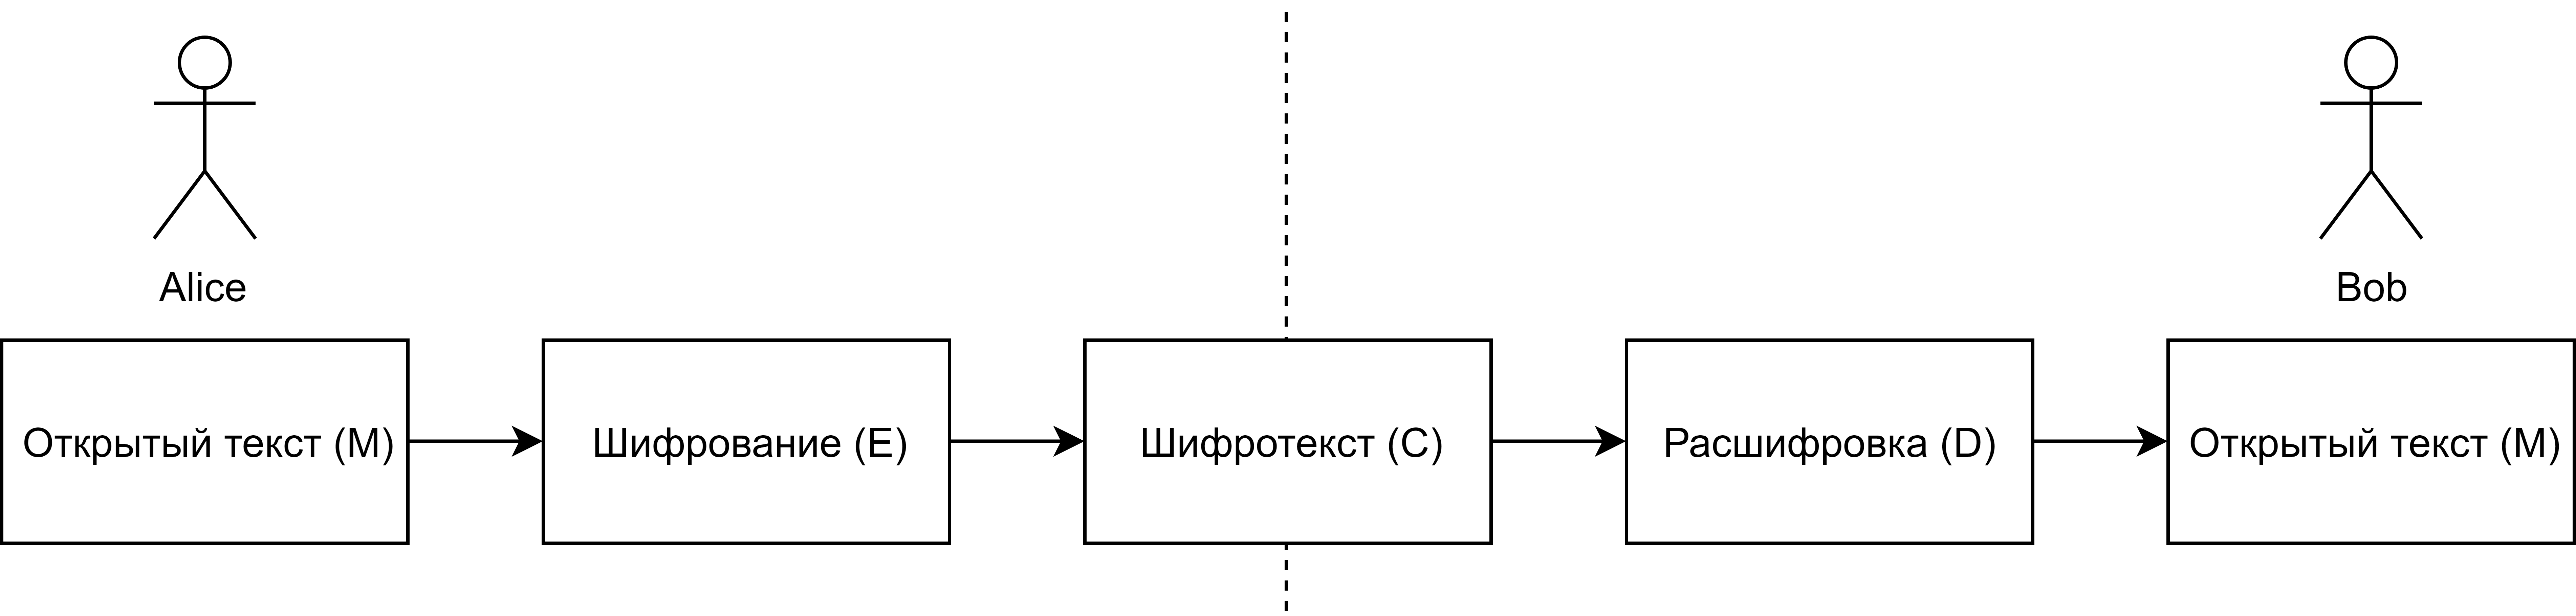 Alice
Bob
Открытый текст (M)
Шифрование (E)
Шифротекст (C)
Расшифровка (D)
Открытый текст (M)